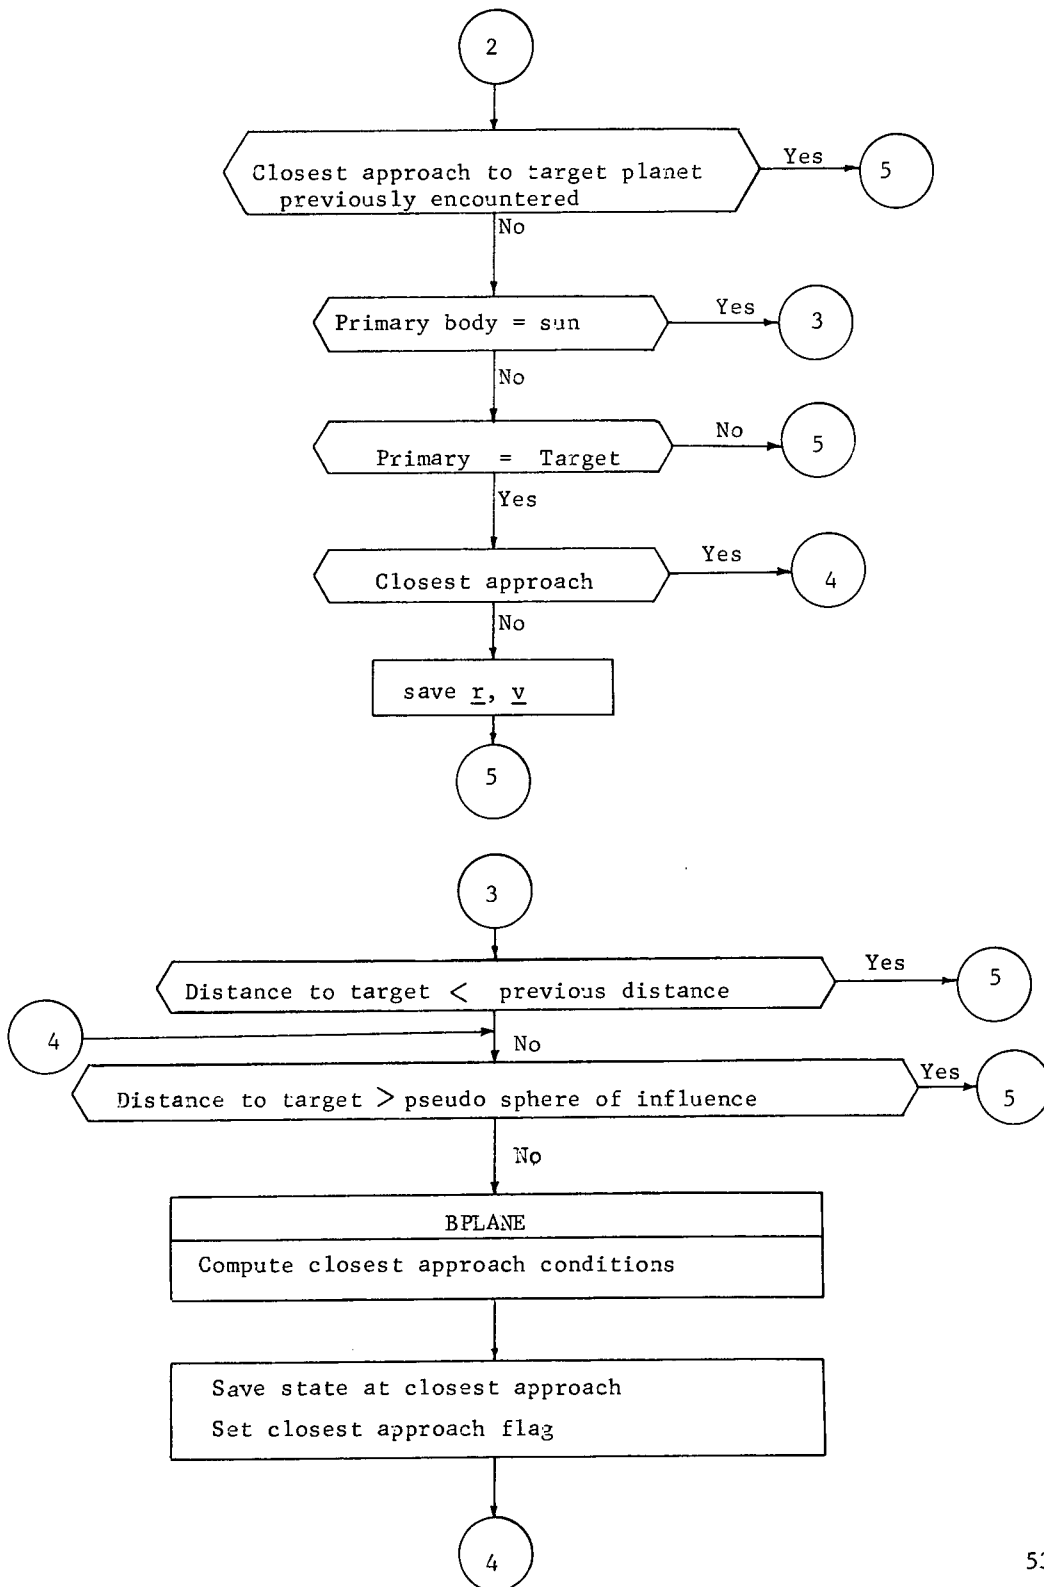 2
Closest approach to target planet
previously encountered
Yes
5
No
Primary body = sun
Yes
3
No
Primary = Target
No
5
Yes
Closest approach
Yes
4
No
save r, v
5
3
Distance to target < previous distance
Yes
5
4
No
Distance to target > pseudo sphere of influence
Yes
5
No
BPLANE
Compute closest approach conditions
Save state at closest approach
Set closest approach flag
4
53